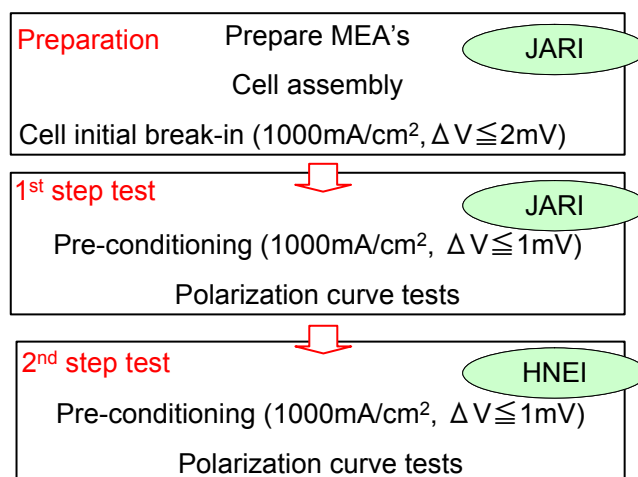 Preparation
Prepare MEA's
JARI
Cell assembly
Cell initial break-in (1000mA/cm², ΔV≦2mV)
1st step test
JARI
Pre-conditioning (1000mA/cm², ΔV≦1mV)
Polarization curve tests
2nd step test
HNEI
Pre-conditioning (1000mA/cm², ΔV≦1mV)
Polarization curve tests